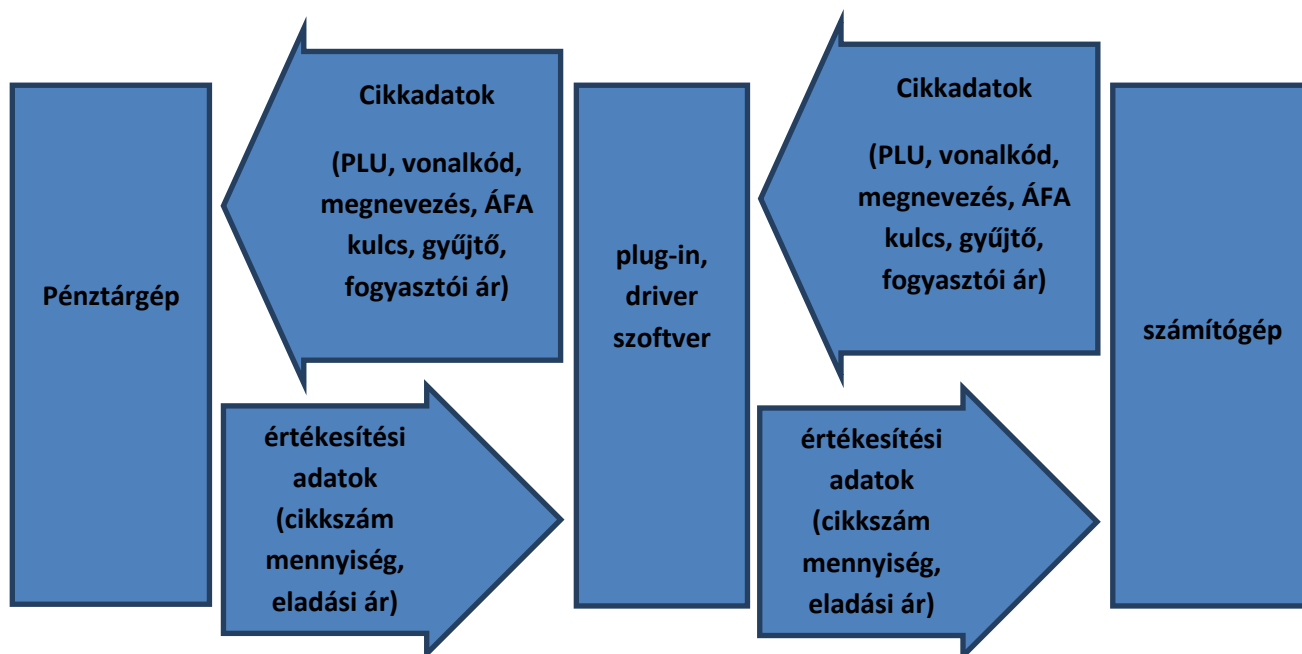 Pénztárgép
Cikkadatok
(PLU, vonalkód,
megnevezés, ÁFA
kulcs, gyűjtő,
fogyasztói ár)
értékesítési
adatok
(cikkszám
mennyiség,
eladási ár)
plug-in,
driver
szoftver
Cikkadatok
(PLU, vonalkód,
megnevezés, ÁFA
kulcs, gyűjtő,
fogyasztói ár)
értékesítési
adatok
(cikkszám
mennyiség,
eladási ár)
számítógép